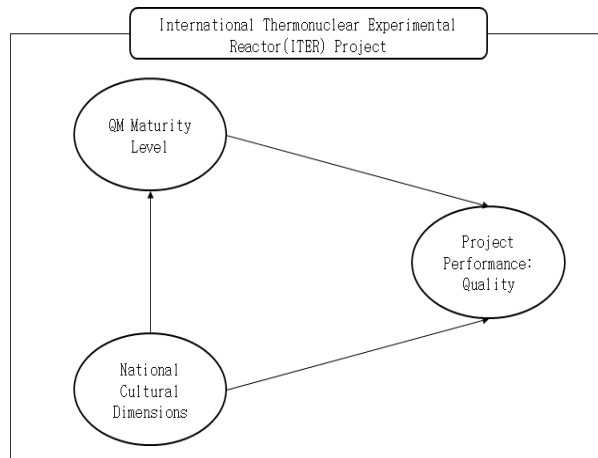 International Thermonuclear Experimental
Reactor(ITER) Project
QM Maturity
Level
Project
Performance:
Quality
National
Cultural
Dimensions